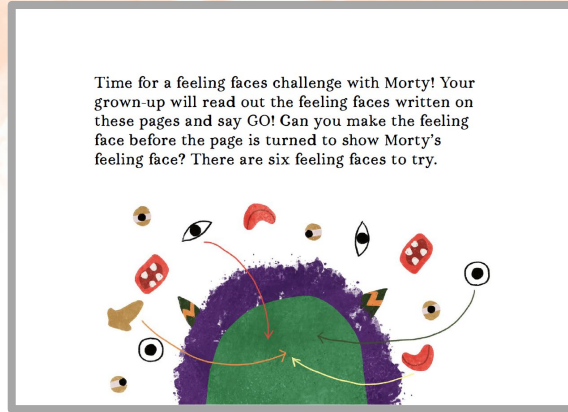 Time for a feeling faces challenge with Morty! Your
grown-up will read out the feeling faces written on
these pages and say GO! Can you make the feeling
face before the page is turned to show Morty's
feeling face? There are six feeling faces to try.